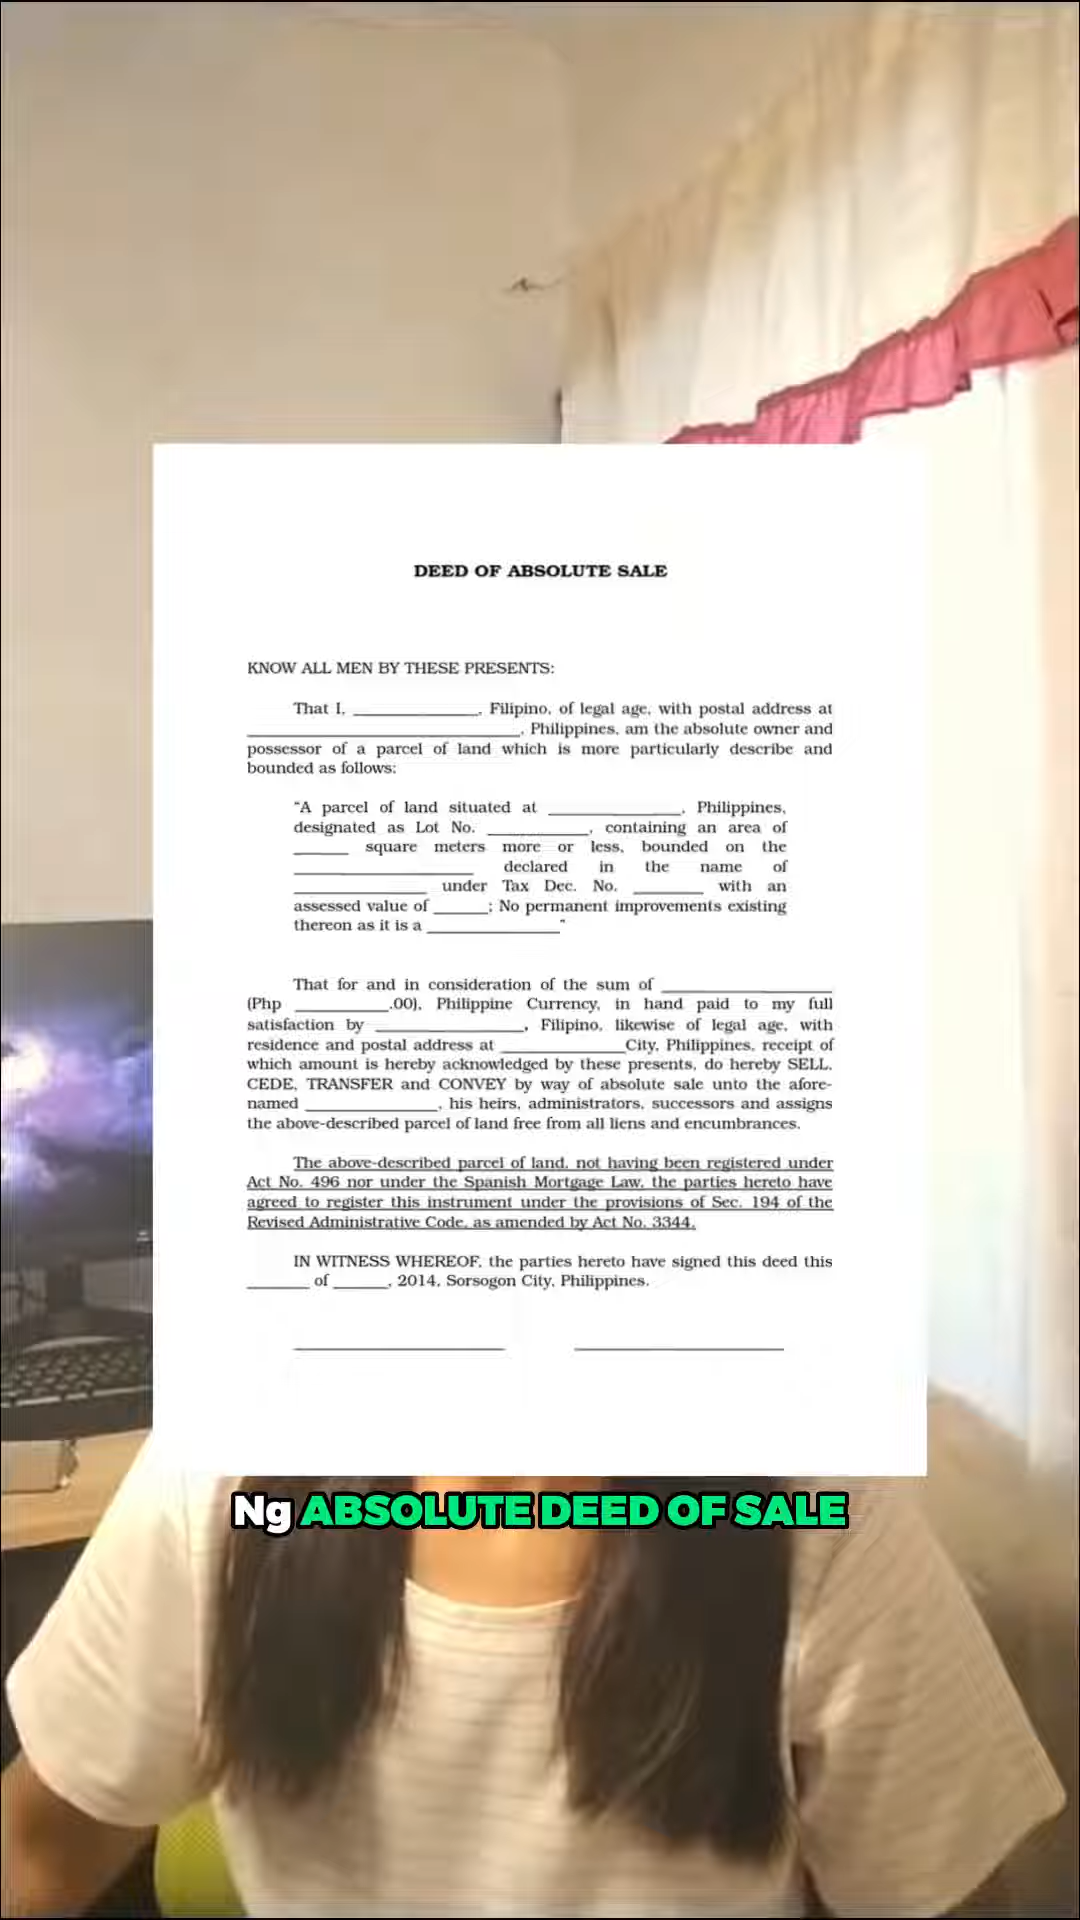 DEED OF ABSOLUTE SALE
KNOW ALL MEN BY THESE PRESENTS:
That I, ______________, Filipino, of legal age, with postal address at
______________________________, Philippines, am the absolute owner and
possessor of a parcel of land which is more particularly describe and
bounded as follows:
"A parcel of land situated at _______________, Philippines,
designated as Lot No. ___________, containing an area of
______ square meters more or less, bounded on the
____________________ declared in the name of
_______________ under Tax Dec. No. ________ with an
assessed value of ______; No permanent improvements existing
thereon as it is a _______________"
That for and in consideration of the sum of ___________________
(Php __________.00), Philippine Currency, in hand paid to my full
satisfaction by ________________, Filipino, likewise of legal age, with
residence and postal address at ______________City, Philippines, receipt of
which amount is hereby acknowledged by these presents, do hereby SELL,
CEDE, TRANSFER and CONVEY by way of absolute sale unto the afore-
named _______________, his heirs, administrators, successors and assigns
the above-described parcel of land free from all liens and encumbrances.
The above-described parcel of land, not having been registered under
Act No. 496 nor under the Spanish Mortgage Law, the parties hereto have
agreed to register this instrument under the provisions of Sec. 194 of the
Revised Administrative Code, as amended by Act No. 3344.
IN WITNESS WHEREOF, the parties hereto have signed this deed this
_______ of ______, 2014, Sorsogon City, Philippines.
Ng ABSOLUTE DEED OF SALE